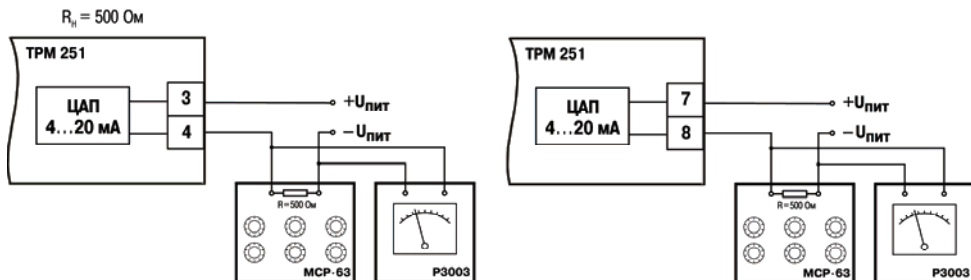 Rн = 500 Ом
ТРМ 251
ЦАП
4...20 мА
3
4
+Uпит
−Uпит
R=500 Ом
МСР-63
Р3003
ТРМ 251
ЦАП
4...20 мА
7
8
+Uпит
−Uпит
R=500 Ом
МСР-63
Р3003